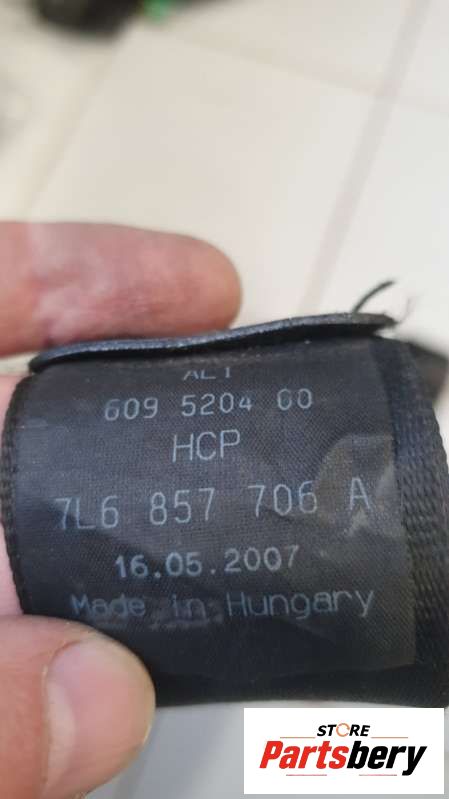 609 5204 00
HCP
7L6 857 706 A
16.05.2007
Made in Hungary
STORE
Partsbery